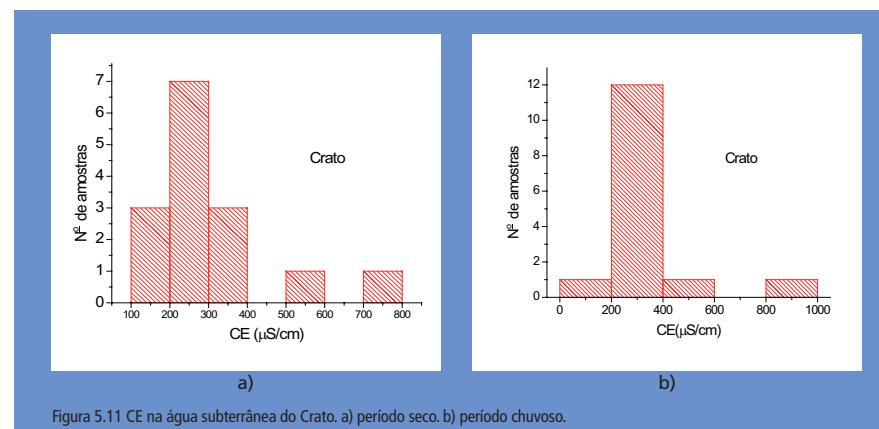 7
6
5
4
3
2
1
0
Nº de amostras
Crato
100 200 300 400 500 600 700 800
CE (µS/cm)
a)
12
10
8
6
4
2
0
Nº de amostras
Crato
0 200 400 600 800 1000
CE(µS/cm)
b)
Figura 5.11 CE na água subterrânea do Crato. a) período seco. b) período chuvoso.